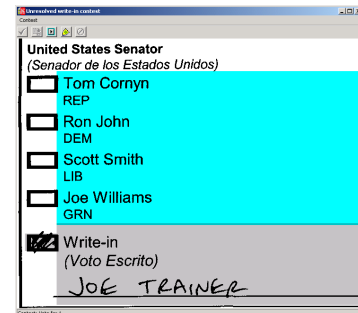 Unresolved write-in contest
Contest
United States Senator
(Senador de los Estados Unidos)
Tom Cornyn
REP
Ron John
DEM
Scott Smith
LIB
Joe Williams
GRN
Write-in
(Voto Escrito)
JOE TRAINER